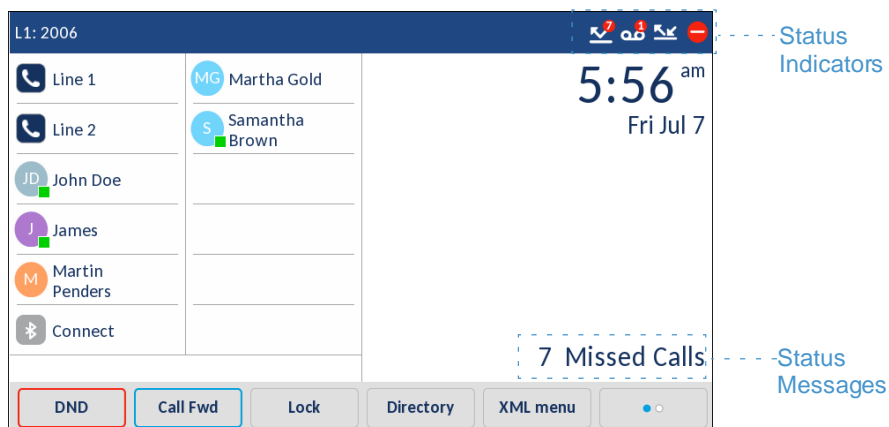 L1: 2006
7
1
Line 1
Line 2
JD John Doe
J James
M Martin
Penders
Connect
MG Martha Gold
S Samantha
Brown
5:56 am
Fri Jul 7
7 Missed Calls
DND
Call Fwd
Lock
Directory
XML menu
Status
Indicators
Status
Messages